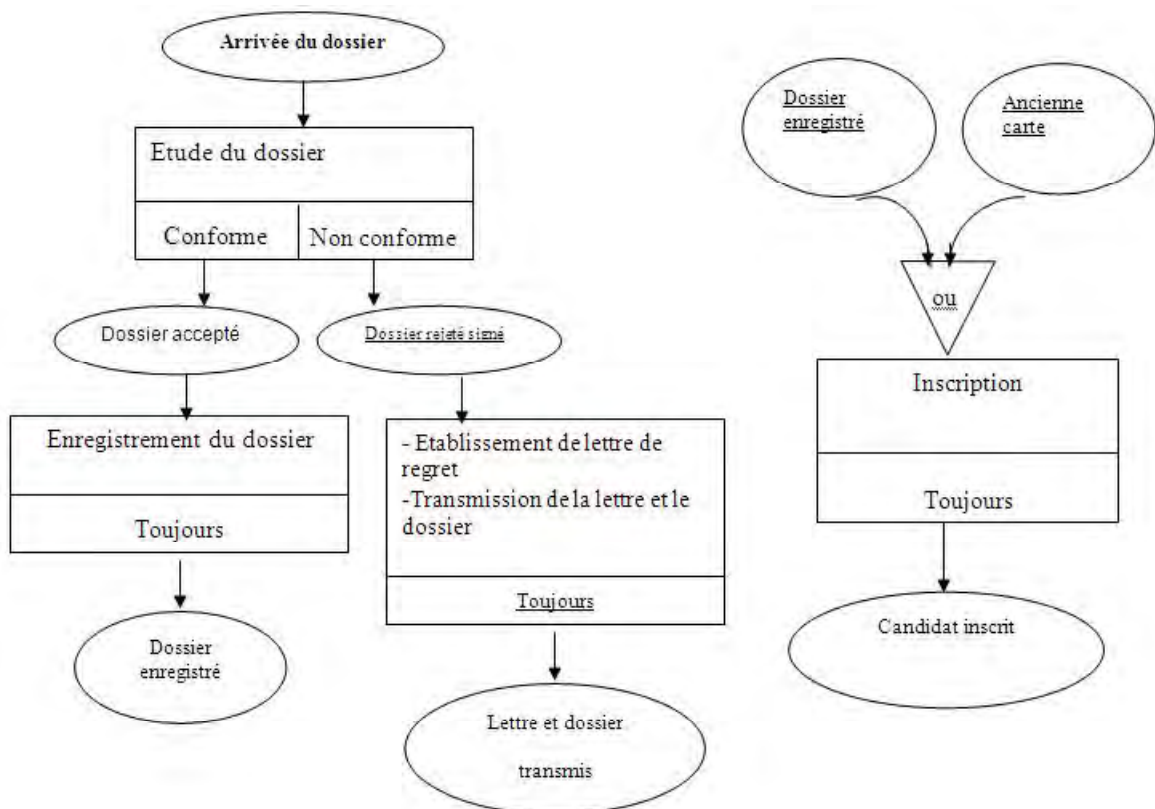 Arrivée du dossier
Etude du dossier
Conforme
Non conforme
Dossier accepté
Dossier rejeté signé
Enregistrement du dossier
Toujours
Dossier
enregistré
- Etablissement de lettre de
regret
-Transmission de la lettre et le
dossier
Toujours
Lettre et dossier
transmis
Dossier
enregistré
Ancienne
carte
ou
Inscription
Toujours
Candidat inscrit